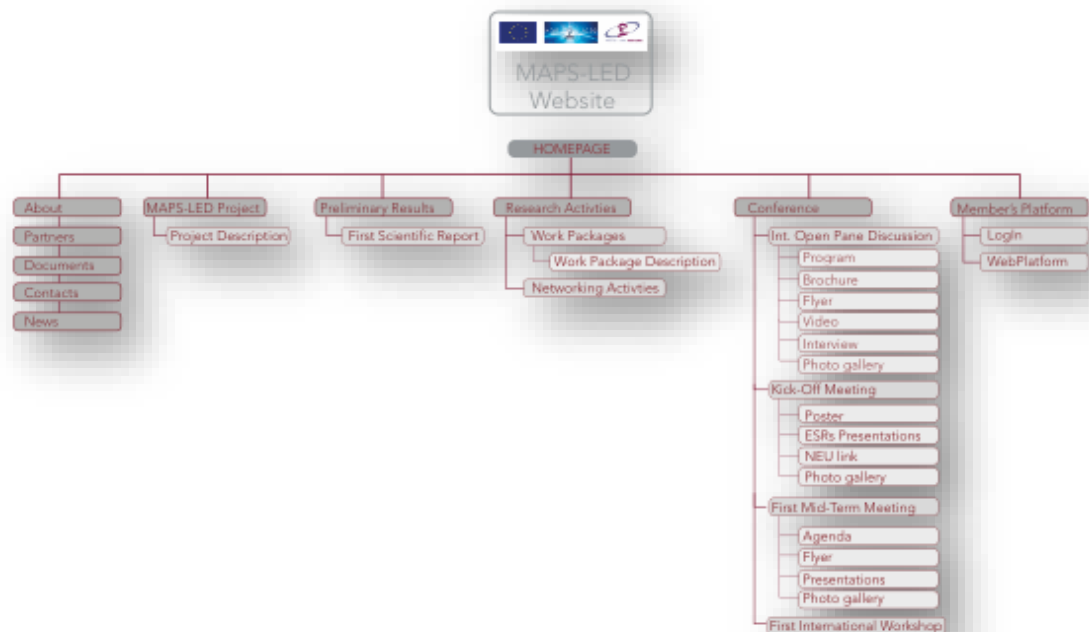 MAPS-LED
Website
HOMEPAGE
About
Partners
Documents
Contacts
News
MAPS-LED Project
Project Description
Preliminary Results
First Scientific Report
Research Activties
Work Packages
Work Package Description
Networking Activties
Conference
Int. Open Pane Discussion
Program
Brochure
Flyer
Video
Interview
Photo gallery
Kick-Off Meeting
Poster
ESRs Presentations
NEU link
Photo gallery
First Mid-Term Meeting
Agenda
Flyer
Presentations
Photo gallery
First International Workshop
Member's Platform
LogIn
WebPlatform